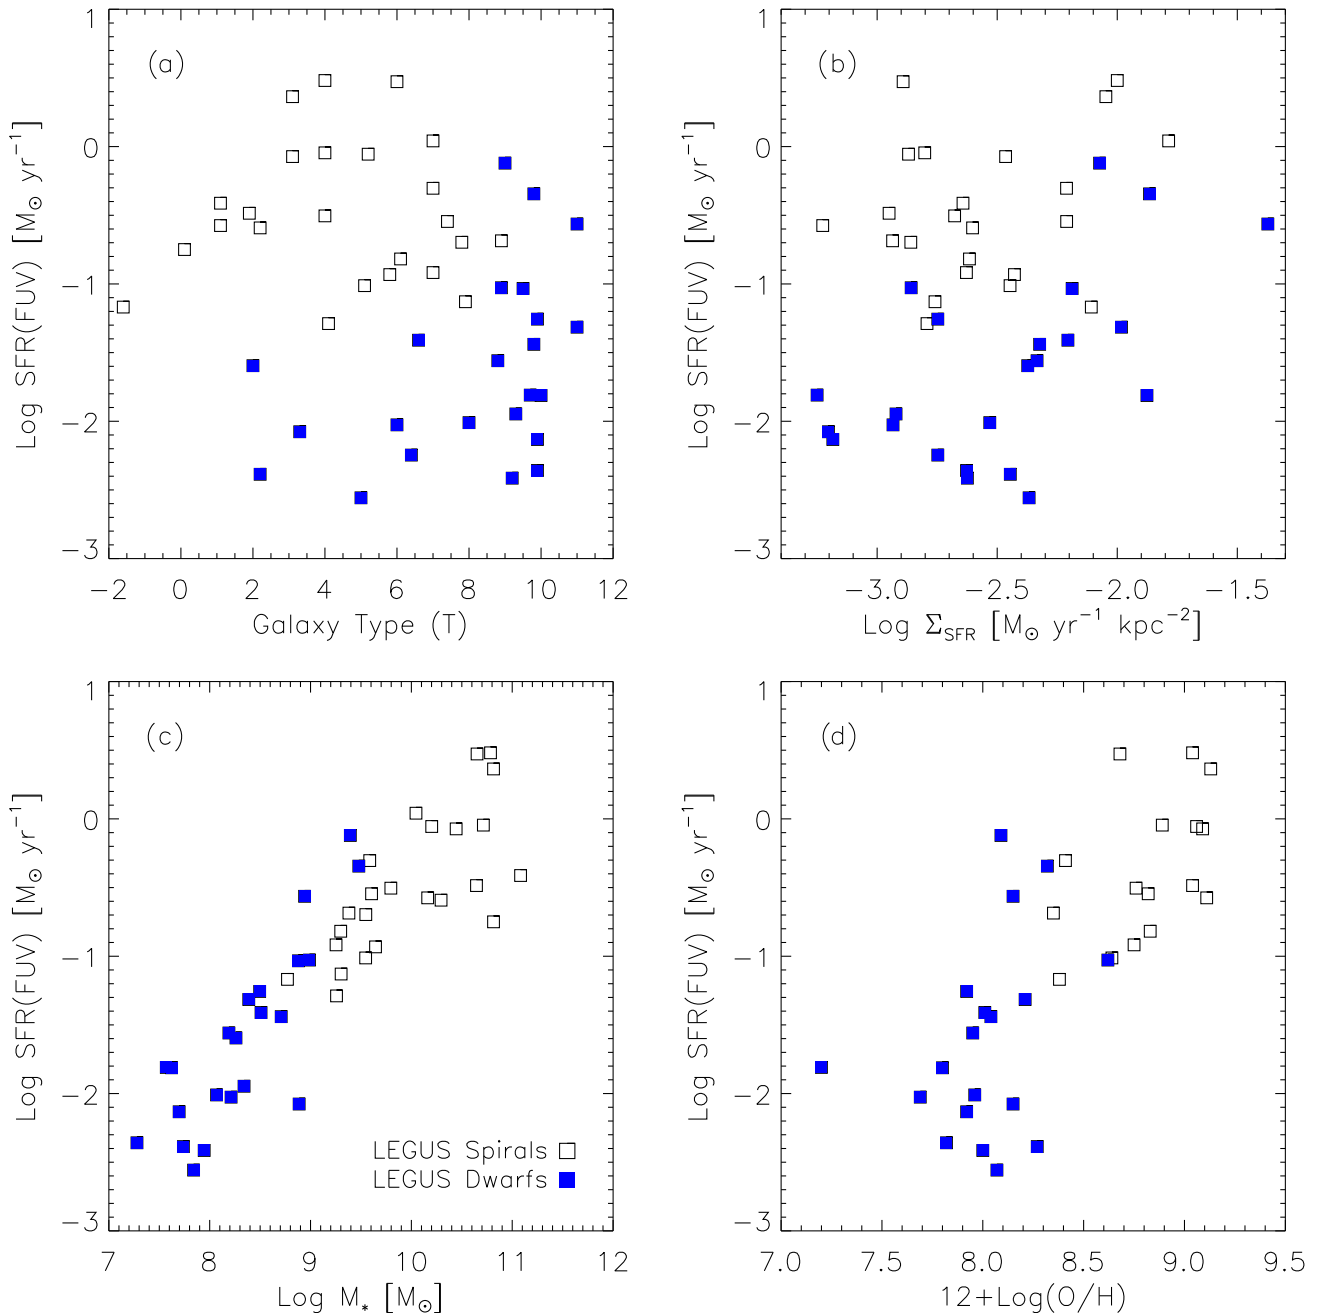 (a)
1
0
−1
−2
−3
Log SFR(FUV) [M⊙ yr−1]
−2 0 2 4 6 8 10 12
Galaxy Type (T)
(b)
1
0
−1
−2
−3
Log SFR(FUV) [M⊙ yr−1]
−3.0 −2.5 −2.0 −1.5
Log ΣSFR [M⊙ yr−1 kpc−2]
(c)
1
0
−1
−2
−3
Log SFR(FUV) [M⊙ yr−1]
LEGUS Spirals
LEGUS Dwarfs
7 8 9 10 11 12
Log M* [M⊙]
(d)
1
0
−1
−2
−3
Log SFR(FUV) [M⊙ yr−1]
7.0 7.5 8.0 8.5 9.0 9.5
12+Log(O/H)